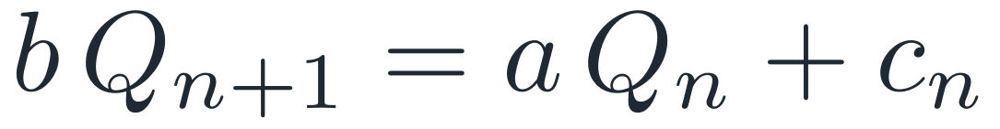 b Q_{n+1} = a Q_n + c_n